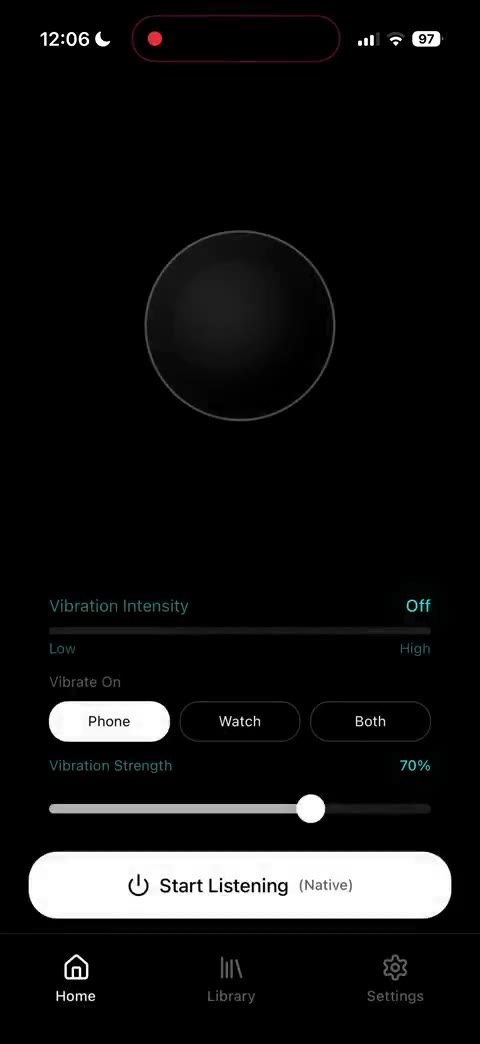 12:06
97
Vibration Intensity Off
Low High
Vibrate On
Phone Watch Both
Vibration Strength 70%
Start Listening (Native)
Home Library Settings